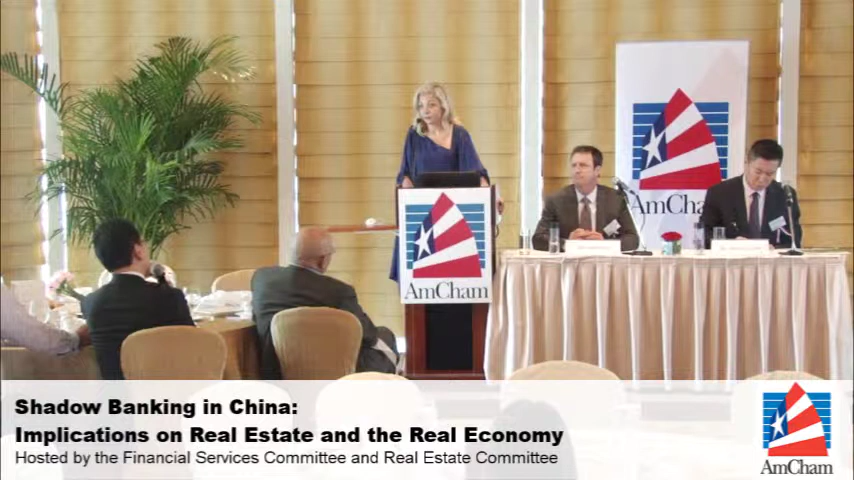 AmCha
AmCham
Shadow Banking in China:
Implications on Real Estate and the Real Economy
Hosted by the Financial Services Committee and Real Estate Committee
AmCham